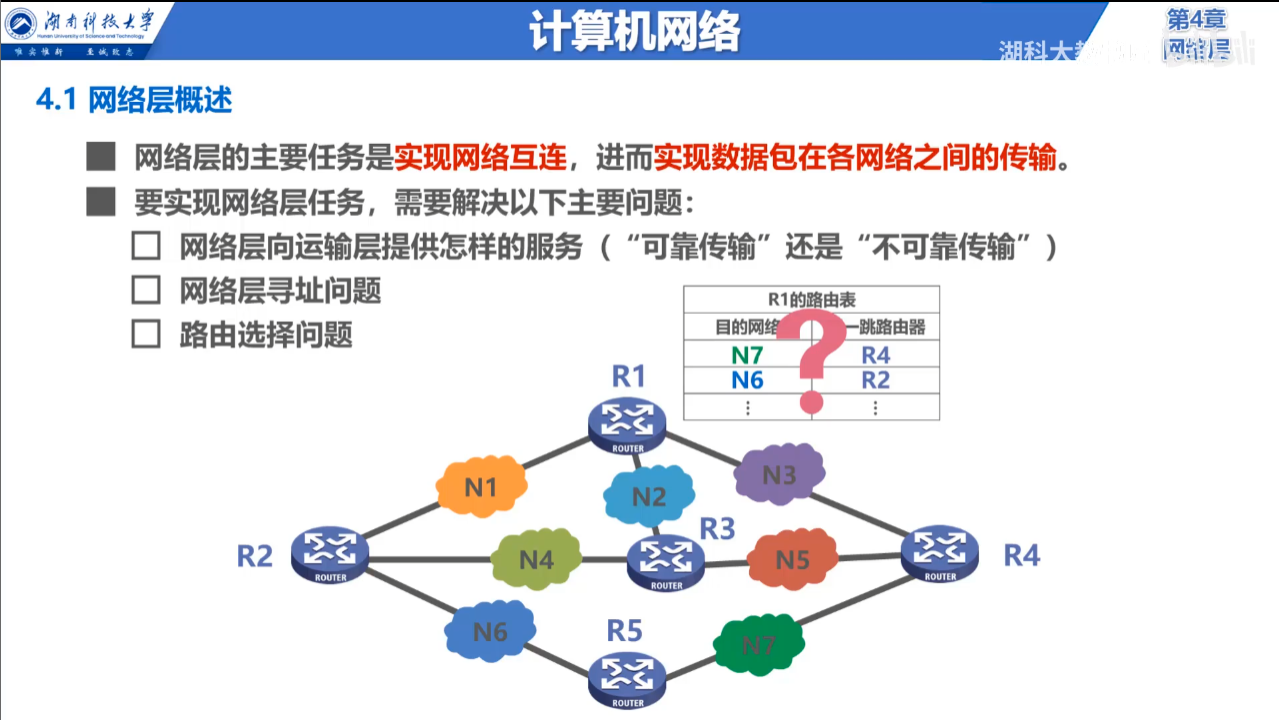 湖南科技大学
Hunan University of Science and Technology
唯实惟新 至诚致志
计算机网络
第4章
网络层
湖科大教
4.1 网络层概述
网络层的主要任务是实现网络互连，进而实现数据包在各网络之间的传输。
要实现网络层任务，需要解决以下主要问题：
网络层向运输层提供怎样的服务（“可靠传输”还是“不可靠传输”）
网络层寻址问题
路由选择问题
R1的路由表
目的网络 一跳路由器
N7 R4
N6 R2
⋮ ⋮
?
R1
ROUTER
N1
N2
N3
R2
ROUTER
N4
R3
ROUTER
N5
R4
ROUTER
N6
R5
ROUTER
N7